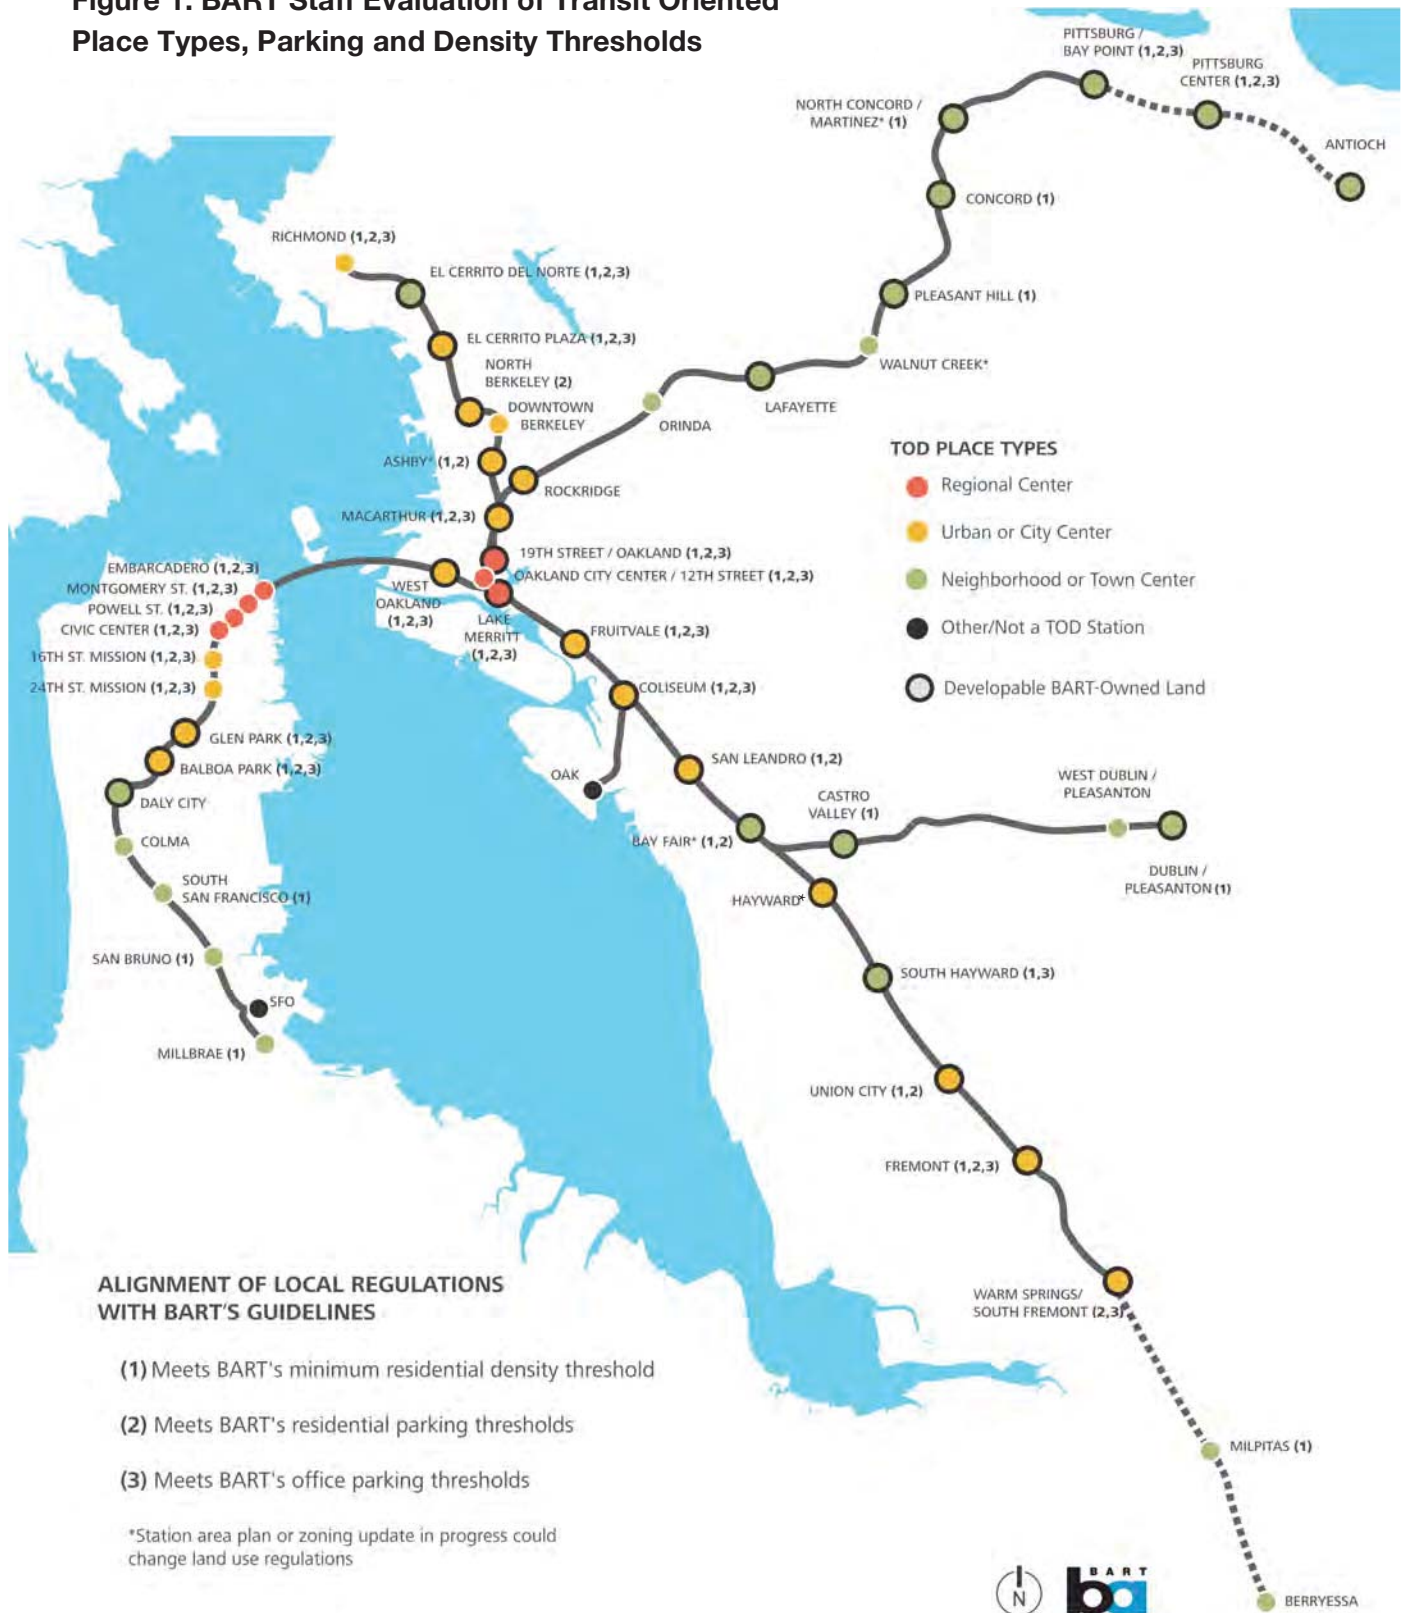 Figure 1: BART Staff Evaluation of Transit Oriented
Place Types, Parking and Density Thresholds
PITTSBURG /
BAY POINT (1,2,3)
PITTSBURG
CENTER (1,2,3)
NORTH CONCORD /
MARTINEZ* (1)
ANTIOCH
CONCORD (1)
RICHMOND (1,2,3)
EL CERRITO DEL NORTE (1,2,3)
PLEASANT HILL (1)
EL CERRITO PLAZA (1,2,3)
WALNUT CREEK*
NORTH
BERKELEY (2)
LAFAYETTE
DOWNTOWN
BERKELEY
ORINDA
ASHBY* (1,2)
ROCKRIDGE
MACARTHUR (1,2,3)
19TH STREET / OAKLAND (1,2,3)
OAKLAND CITY CENTER / 12TH STREET (1,2,3)
TOD PLACE TYPES
Regional Center
Urban or City Center
Neighborhood or Town Center
Other/Not a TOD Station
Developable BART-Owned Land
EMBARCADERO (1,2,3)
MONTGOMERY ST. (1,2,3)
POWELL ST. (1,2,3)
CIVIC CENTER (1,2,3)
16TH ST. MISSION (1,2,3)
24TH ST. MISSION (1,2,3)
WEST
OAKLAND
(1,2,3)
LAKE
MERRITT
(1,2,3)
FRUITVALE (1,2,3)
COLISEUM (1,2,3)
GLEN PARK (1,2,3)
BALBOA PARK (1,2,3)
DALY CITY
COLMA
SOUTH
SAN FRANCISCO (1)
SAN BRUNO (1)
SFO
MILLBRAE (1)
OAK
SAN LEANDRO (1,2)
BAY FAIR* (1,2)
CASTRO
VALLEY (1)
WEST DUBLIN /
PLEASANTON
DUBLIN /
PLEASANTON (1)
HAYWARD*
SOUTH HAYWARD (1,3)
UNION CITY (1,2)
FREMONT (1,2,3)
WARM SPRINGS/
SOUTH FREMONT (2,3)
MILPITAS (1)
BERRYESSA
ALIGNMENT OF LOCAL REGULATIONS
WITH BART'S GUIDELINES
(1) Meets BART's minimum residential density threshold
(2) Meets BART's residential parking thresholds
(3) Meets BART's office parking thresholds
*Station area plan or zoning update in progress could
change land use regulations
N
BART
ba